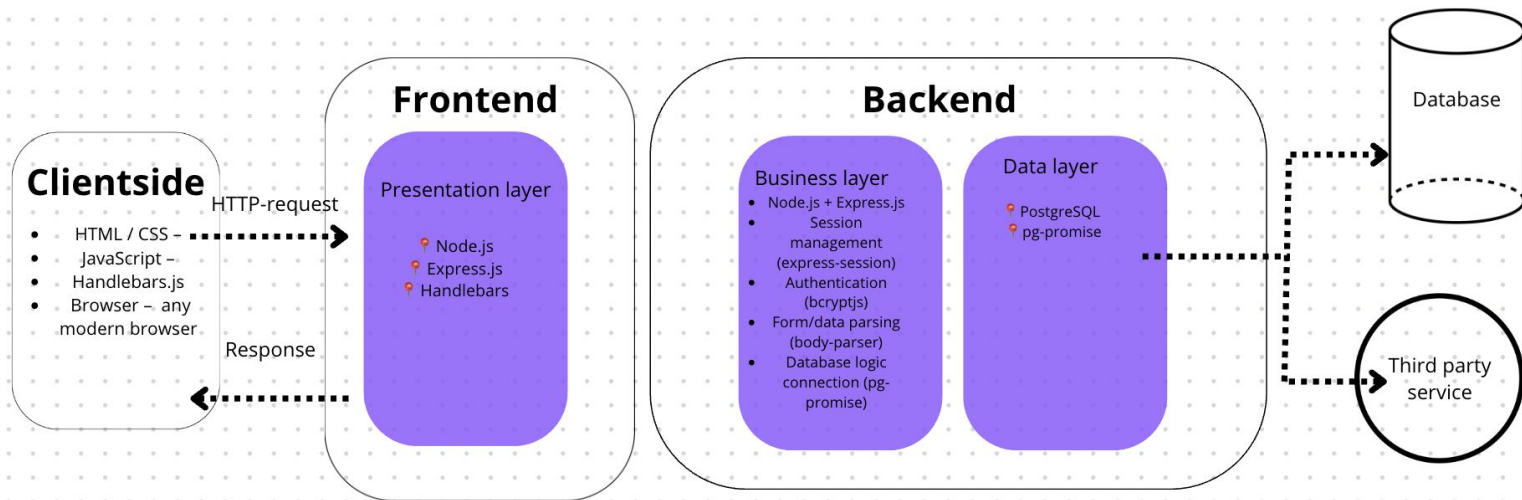 Clientside
HTML / CSS –
JavaScript –
Handlebars.js
Browser – any
modern browser
HTTP-request
Response
Frontend
Presentation layer
Node.js
Express.js
Handlebars
Backend
Business layer
Node.js + Express.js
Session
management
(express-session)
Authentication
(bcryptjs)
Form/data parsing
(body-parser)
Database logic
connection (pg-
promise)
Data layer
PostgreSQL
pg-promise
Database
Third party
service